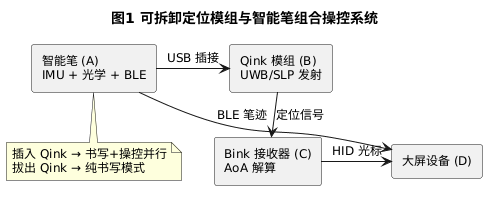 图1 可拆卸定位模组与智能笔组合操控系统
智能笔 (A)
IMU + 光学 + BLE
USB 插接
Qink 模组 (B)
UWB/SLP 发射
BLE 笔迹
定位信号
插入 Qink → 书写+操控并行
拔出 Qink → 纯书写模式
Bink 接收器 (C)
AoA 解算
HID 光标
大屏设备 (D)